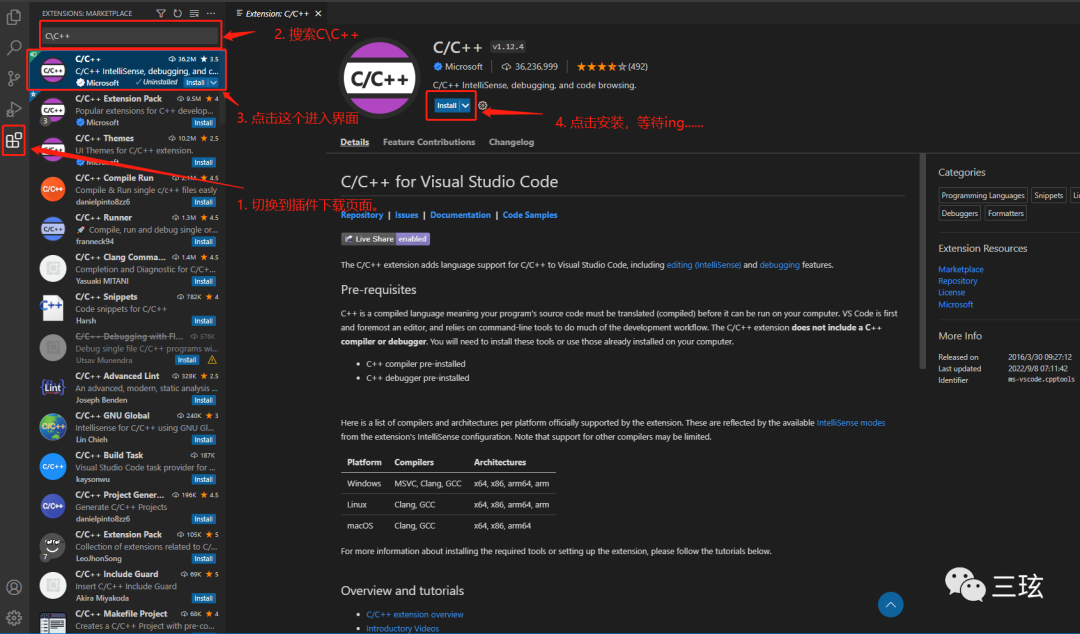 EXTENSIONS: MARKETPLACE
C\C++
C/C++ 36.2M ★ 3.5
C/C++ IntelliSense, debugging, and c...
Microsoft ✓ Uninstalled Install
C/C++ Extension Pack 9.5M ★ 4
Popular extensions for C++ develop...
Microsoft Install
C/C++ Themes 10.2M ★ 2.5
UI Themes for C/C++ extension.
Microsoft Install
C/C++ Compile Run 2.1M ★ 4.5
Compile & Run single c/c++ files easily
danielpinto8zz6 Install
C/C++ Runner 1.3M ★ 4.5
Compile, run and debug single or...
franneck94 Install
C/C++ Clang Comma... 1.4M ★ 4.5
Completion and Diagnostic for C/C+...
Yasuaki MITANI Install
C/C++ Snippets 782K ★ 4
Code snippets for C/C++
Harsh Install
C/C++ Debugging with Fl... 576K
Debug single file C/C++ programs wi...
Utsav Munendra Install
C/C++ Advanced Lint 328K ★ 2.5
An advanced, modern, static analysis ...
Joseph Benden Install
C/C++ GNU Global 240K ★ 3
Intellisense for C/C++ using GNU Gl...
Lin Chieh Install
C/C++ Build Task 187K
Visual Studio Code task provider for ...
kaysonwu Install
C/C++ Project Gener... 196K ★ 4.5
Generate C/C++ Projects
danielpinto8zz6 Install
C/C++ Extension Pack 105K ★ 5
Collection of extensions related to C/...
LeoJhonSong Install
C/C++ Include Guard 69K ★ 5
Insert C/C++ Include Guard
Akira Miyakoda Install
C/C++ Makefile Project 68K ★ 4
Creates a C/C++ Project with pre-co...
2. 搜索C\C++
3. 点击这个进入界面
1. 切换到插件下载页面。
4. 点击安装，等待ing......
Extension: C/C++
C/C++
C/C++ v1.12.4
Microsoft 36,236,999 (492)
C/C++ IntelliSense, debugging, and code browsing.
Install
Details Feature Contributions Changelog
C/C++ for Visual Studio Code
Repository | Issues | Documentation | Code Samples
Live Share enabled
The C/C++ extension adds language support for C/C++ to Visual Studio Code, including editing (IntelliSense) and debugging features.
Pre-requisites
C++ is a compiled language meaning your program's source code must be translated (compiled) before it can be run on your computer. VS Code is first
and foremost an editor, and relies on command-line tools to do much of the development workflow. The C/C++ extension does not include a C++
compiler or debugger. You will need to install these tools or use those already installed on your computer.
• C++ compiler pre-installed
• C++ debugger pre-installed
Here is a list of compilers and architectures per platform officially supported by the extension. These are reflected by the available IntelliSense modes
from the extension's IntelliSense configuration. Note that support for other compilers may be limited.
Platform Compilers Architectures
Windows MSVC, Clang, GCC x64, x86, arm64, arm
Linux Clang, GCC x64, x86, arm64, arm
macOS Clang, GCC x64, x86, arm64
For more information about installing the required tools or setting up the extension, please follow the tutorials below.
Overview and tutorials
• C/C++ extension overview
• Introductory Videos
Categories
Programming Languages Snippets Li
Debuggers Formatters
Extension Resources
Marketplace
Repository
License
Microsoft
More Info
Released on 2016/3/30 09:27:12
Last updated 2022/9/8 07:11:42
Identifier ms-vscode.cpptools
三玹